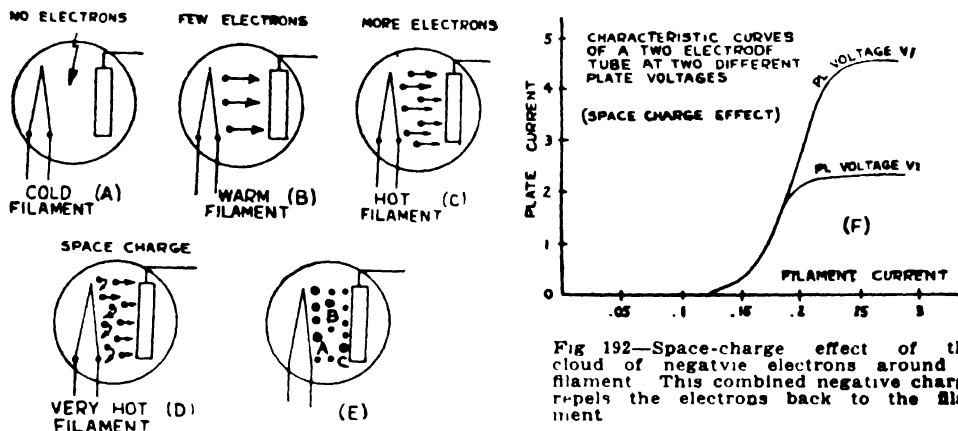 NO ELECTRONS
FEW ELECTRONS
MORE ELECTRONS
COLD (A)
FILAMENT
WARM (B)
FILAMENT
HOT (C)
FILAMENT
SPACE CHARGE
VERY HOT (D)
FILAMENT
A
B
C
(E)
CHARACTERISTIC CURVES
OF A TWO ELECTRODE
TUBE AT TWO DIFFERENT
PLATE VOLTAGES
(SPACE CHARGE EFFECT)
PL VOLTAGE
PL VOLTAGE
(F)
PLATE CURRENT
5
4
3
2
1
0
FILAMENT CURRENT
.05
.1
.15
.2
.3
Fig 192—Space-charge effect of
cloud of negatvie electrons around
filament This combined negative
repels the electrons back to the
ment